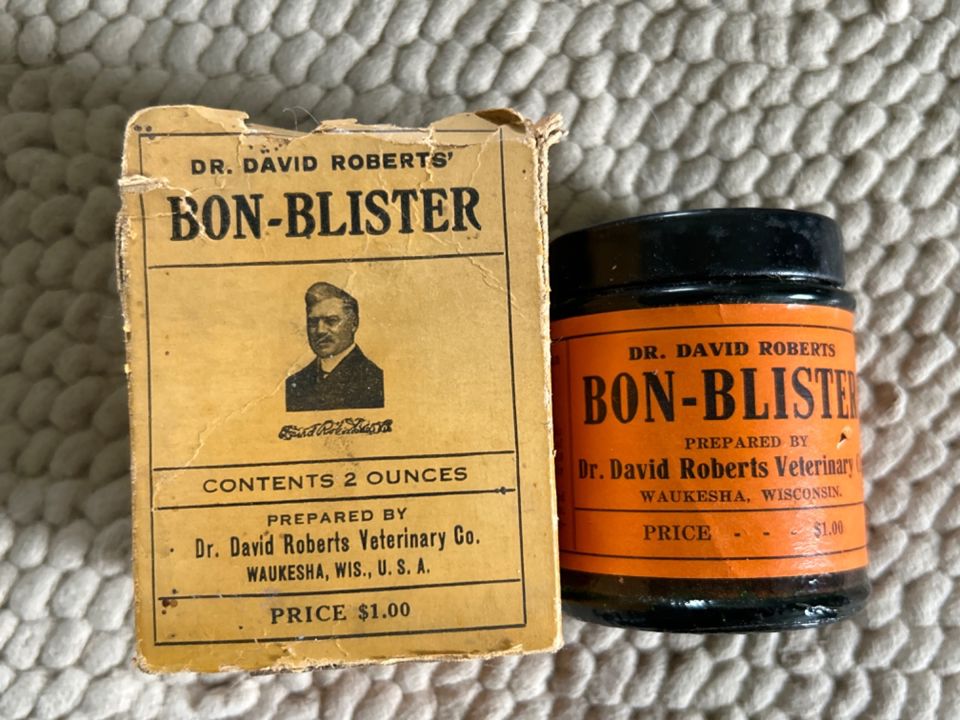 DR. DAVID ROBERTS'
BON-BLISTER
CONTENTS 2 OUNCES
PREPARED BY
Dr. David Roberts Veterinary Co.
WAUKESHA, WIS., U. S. A.
PRICE $1.00
DR. DAVID ROBERTS
BON-BLISTER
PREPARED BY
Dr. David Roberts Veterinary
WAUKESHA, WISCONSIN.
PRICE - - - $1.00